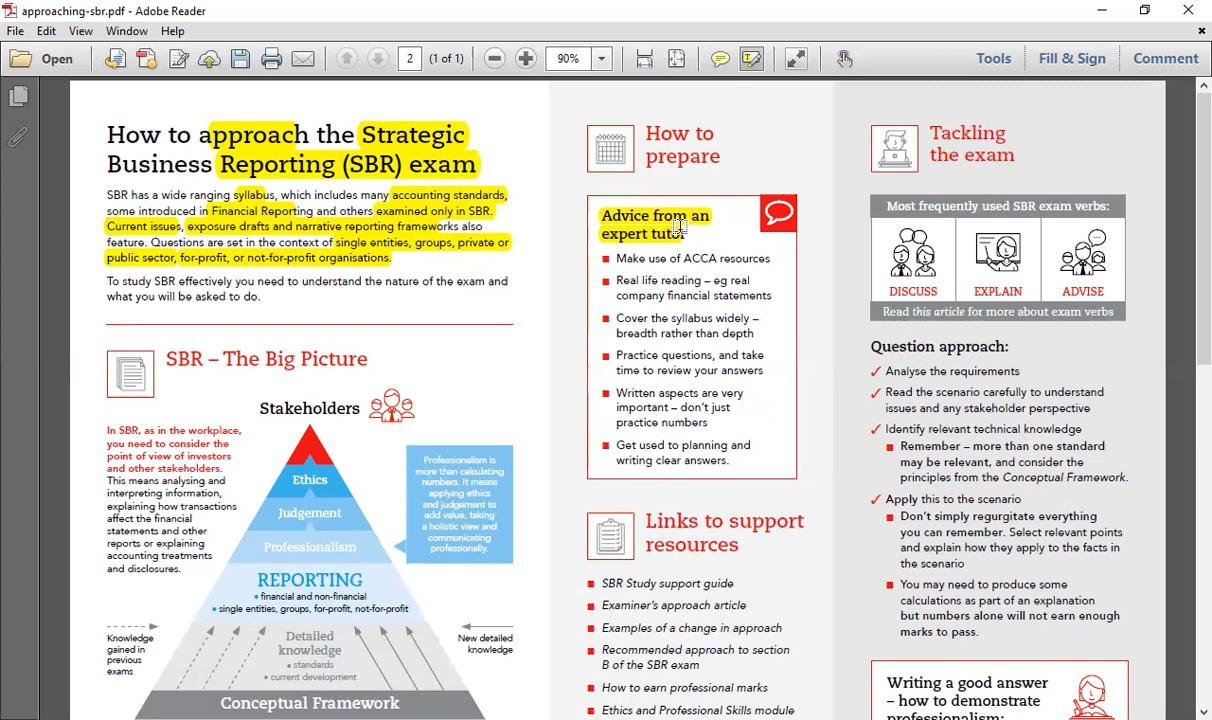 approaching-sbr.pdf - Adobe Reader
File Edit View Window Help
Open
2 (1 of 1)
90%
Tools Fill & Sign Comment
How to approach the Strategic
Business Reporting (SBR) exam
SBR has a wide ranging syllabus, which includes many accounting standards,
some introduced in Financial Reporting and others examined only in SBR.
Current issues, exposure drafts and narrative reporting frameworks also
feature. Questions are set in the context of single entities, groups, private or
public sector, for-profit, or not-for-profit organisations.
To study SBR effectively you need to understand the nature of the exam and
what you will be asked to do.
SBR – The Big Picture
Stakeholders
In SBR, as in the workplace,
you need to consider the
point of view of investors
and other stakeholders.
This means analysing and
interpreting information,
explaining how transactions
affect the financial
statements and other
reports or explaining
accounting treatments
and disclosures.
Ethics
Judgement
Professionalism
REPORTING
• financial and non-financial
• single entities, groups, for-profit, not-for-profit
Professionalism is
more than calculating
numbers. It means
applying ethics
and judgement to
add value, taking
a holistic view and
communicating
professionally.
Knowledge
gained in
previous
exams
Detailed
knowledge
• standards
• current development
New detailed
knowledge
Conceptual Framework
How to
prepare
Advice from an
expert tutor
Make use of ACCA resources
Real life reading – eg real
company financial statements
Cover the syllabus widely –
breadth rather than depth
Practice questions, and take
time to review your answers
Written aspects are very
important – don't just
practice numbers
Get used to planning and
writing clear answers.
Links to support
resources
SBR Study support guide
Examiner's approach article
Examples of a change in approach
Recommended approach to section
B of the SBR exam
How to earn professional marks
Ethics and Professional Skills module
Tackling
the exam
Most frequently used SBR exam verbs:
DISCUSS EXPLAIN ADVISE
Read this article for more about exam verbs
Question approach:
✓ Analyse the requirements
✓ Read the scenario carefully to understand
issues and any stakeholder perspective
✓ Identify relevant technical knowledge
Remember – more than one standard
may be relevant, and consider the
principles from the Conceptual Framework.
✓ Apply this to the scenario
Don't simply regurgitate everything
you can remember. Select relevant points
and explain how they apply to the facts in
the scenario
You may need to produce some
calculations as part of an explanation
but numbers alone will not earn enough
marks to pass.
Writing a good answer
– how to demonstrate
professionalism: